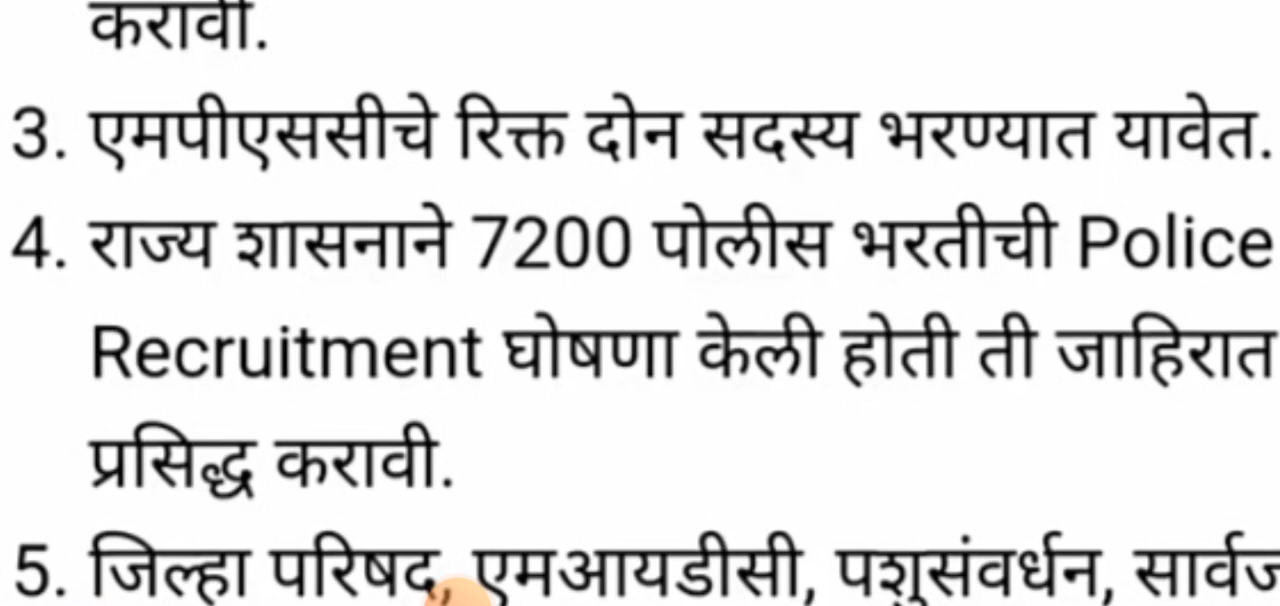 करावी.
3. एमपीएससीचे रिक्त दोन सदस्य भरण्यात यावेत.
4. राज्य शासनाने 7200 पोलीस भरतीची Police
Recruitment घोषणा केली होती ती जाहिरात
प्रसिद्ध करावी.
5. जिल्हा परिषद, एमआयडीसी, पशुसंवर्धन,